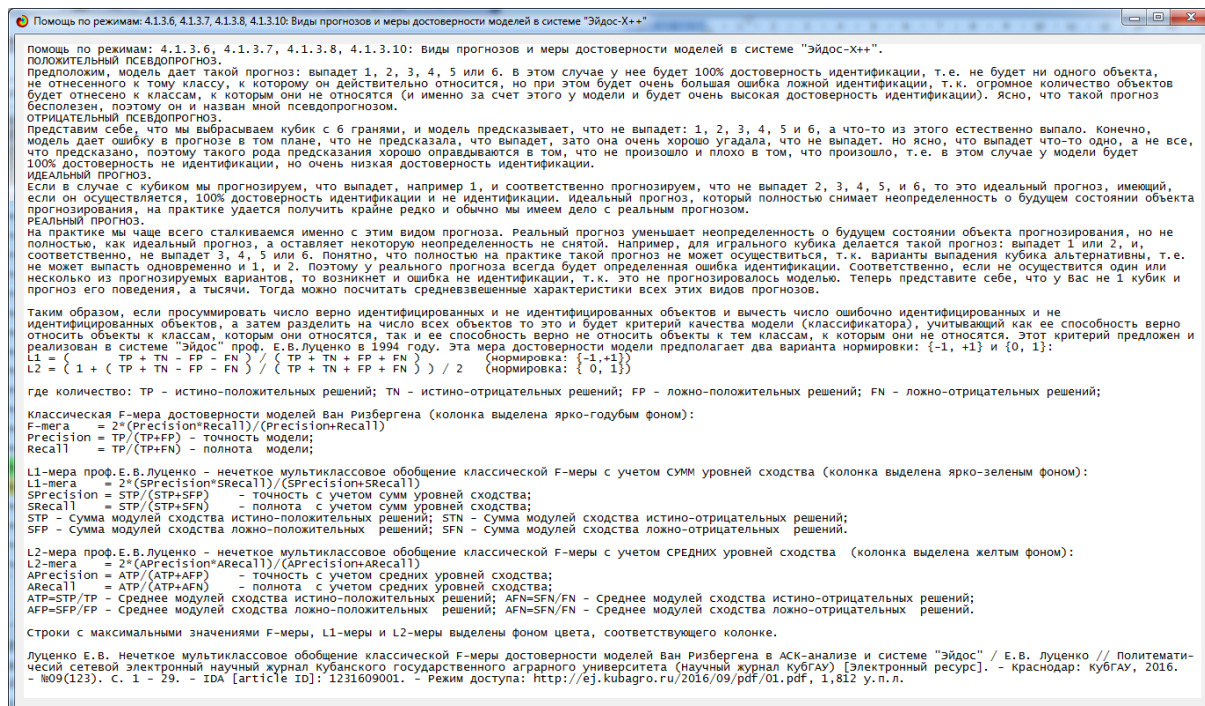 Помощь по режимам: 4.1.3.6, 4.1.3.7, 4.1.3.8, 4.1.3.10: Виды прогнозов и меры достоверности моделей в системе "Эйдос-X++"
Помощь по режимам: 4.1.3.6, 4.1.3.7, 4.1.3.8, 4.1.3.10: Виды прогнозов и меры достоверности моделей в системе "Эйдос-X++".
ПОЛОЖИТЕЛЬНЫЙ ПСЕВДОПРОГНОЗ.
Предположим, модель дает такой прогноз: выпадет 1, 2, 3, 4, 5 или 6. В этом случае у нее будет 100% достоверность идентификации, т.е. не будет ни одного объекта,
не отнесенного к тому классу, к которому он действительно относится, но при этом будет очень большая ошибка ложной идентификации, т.к. огромное количество объектов
будет отнесено к классам, к которым они не относятся (и именно за счет этого у модели и будет очень высокая достоверность идентификации). Ясно, что такой прогноз
бесполезен, поэтому он и назван мной псевдопрогнозом.
ОТРИЦАТЕЛЬНЫЙ ПСЕВДОПРОГНОЗ.
Представим себе, что мы выбрасываем кубик с 6 гранями, и модель предсказывает, что не выпадет: 1, 2, 3, 4, 5 и 6, а что-то из этого естественно выпало. Конечно,
модель дает ошибку в прогнозе в том плане, что не предсказала, что выпадет, зато она очень хорошо угадала, что не выпадет. Но ясно, что выпадет что-то одно, а не все,
что предсказано, поэтому такого рода предсказания хорошо оправдываются в том, что не произошло и плохо в том, что произошло, т.е. в этом случае у модели будет
100% достоверность не идентификации, но очень низкая достоверность идентификации.
ИДЕАЛЬНЫЙ ПРОГНОЗ.
Если в случае с кубиком мы прогнозируем, что выпадет, например 1, и соответственно прогнозируем, что не выпадет 2, 3, 4, 5, и 6, то это идеальный прогноз, имеющий,
если он осуществляется, 100% достоверность идентификации и не идентификации. Идеальный прогноз, который полностью снимает неопределенность о будущем состоянии объекта
прогнозирования, на практике удается получить крайне редко и обычно мы имеем дело с реальным прогнозом.
РЕАЛЬНЫЙ ПРОГНОЗ.
На практике мы чаще всего сталкиваемся именно с этим видом прогноза. Реальный прогноз уменьшает неопределенность о будущем состоянии объекта прогнозирования, но не
полностью, как идеальный прогноз, а оставляет некоторую неопределенность не снятой. Например, для игрального кубика делается такой прогноз: выпадет 1 или 2, и,
соответственно, не выпадет 3, 4, 5 или 6. Понятно, что полностью на практике такой прогноз не может осуществиться, т.к. варианты выпадения кубика альтернативны, т.е.
не может выпасть одновременно и 1, и 2. Поэтому у реального прогноза всегда будет определенная ошибка идентификации. Соответственно, если не осуществится один или
несколько из прогнозируемых вариантов, то возникнет и ошибка не идентификации, т.к. это не прогнозировалось моделью. Теперь представите себе, что у Вас не 1 кубик и
прогноз его поведения, а тысячи. Тогда можно посчитать средневзвешенные характеристики всех этих видов прогнозов.
Таким образом, если просуммировать число верно идентифицированных и не идентифицированных объектов и вычесть число ошибочно идентифицированных и не
идентифицированных объектов, а затем разделить на число всех объектов то это и будет критерий качества модели (классификатора), учитывающий как ее способность верно
относить объекты к классам, которым они относятся, так и ее способность верно не относить объекты к тем классам, к которым они не относятся. Этот критерий предложен и
реализован в системе "Эйдос" проф. Е.В.Луценко в 1994 году. Эта мера достоверности модели предполагает два варианта нормировки: {-1, +1} и {0, 1}:
L1 = ( TP + TN - FP - FN ) / ( TP + TN + FP + FN ) (нормировка: {-1,+1})
L2 = ( 1 + ( TP + TN - FP - FN ) / ( TP + TN + FP + FN ) ) / 2 (нормировка: { 0, 1})
где количество: TP - истино-положительных решений; TN - истино-отрицательных решений; FP - ложно-положительных решений; FN - ложно-отрицательных решений;
Классическая F-мера достоверности моделей Ван Ризбергена (колонка выделена ярко-годубым фоном):
F-mera = 2*(Precision*Recall)/(Precision+Recall)
Precision = TP/(TP+FP) - точность модели;
Recall = TP/(TP+FN) - полнота модели;
L1-мера проф.Е.В.Луценко - нечеткое мультиклассовое обобщение классической F-меры с учетом СУММ уровней сходства (колонка выделена ярко-зеленым фоном):
L1-mera = 2*(SPrecision*SRecall)/(SPrecision+SRecall)
SPrecision = STP/(STP+SFP) - точность с учетом сумм уровней сходства;
SRecall = STP/(STP+SFN) - полнота с учетом сумм уровней сходства;
STP - Сумма модулей сходства истино-положительных решений; STN - Сумма модулей сходства истино-отрицательных решений;
SFP - Сумма модулей сходства ложно-положительных решений; SFN - Сумма модулей сходства ложно-отрицательных решений.
L2-мера проф.Е.В.Луценко - нечеткое мультиклассовое обобщение классической F-меры с учетом СРЕДНИХ уровней сходства (колонка выделена желтым фоном):
L2-mera = 2*(APrecision*ARecall)/(APrecision+ARecall)
APrecision = ATP/(ATP+AFP) - точность с учетом средних уровней сходства;
ARecall = ATP/(ATP+AFN) - полнота с учетом средних уровней сходства;
ATP=STP/TP - Среднее модулей сходства истино-положительных решений; AFN=SFN/FN - Среднее модулей сходства истино-отрицательных решений;
AFP=SFP/FP - Среднее модулей сходства ложно-положительных решений; AFN=SFN/FN - Среднее модулей сходства ложно-отрицательных решений.
Строки с максимальными значениями F-меры, L1-меры и L2-меры выделены фоном цвета, соответствующего колонке.
Луценко Е.В. Нечеткое мультиклассовое обобщение классической F-меры достоверности моделей Ван Ризбергена в АСК-анализе и системе "Эйдос" / Е.В. Луценко // Политемати-
чесий сетевой электронный научный журнал Кубанского государственного аграрного университета (Научный журнал КубГАУ) [Электронный ресурс]. - Краснодар: КубГАУ, 2016.
- №09(123). С. 1 - 29. - IDA [article ID]: 1231609001. - Режим доступа: http://ej.kubagro.ru/2016/09/pdf/01.pdf, 1,812 у.п.л.